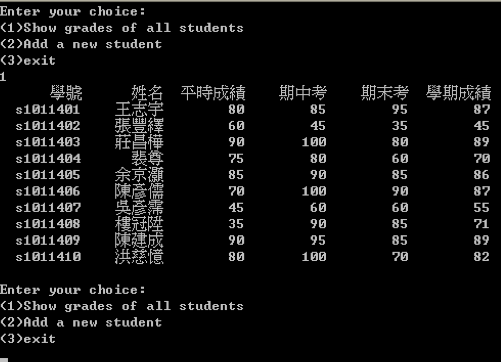 Enter your choice:
(1)Show grades of all students
(2)Add a new student
(3)exit
1
學號 姓名 平時成績 期中考 期末考 學期成績
s1011401 王志宇 80 85 95 87
s1011402 張豐繹 60 45 35 45
s1011403 莊昌樺 90 100 80 89
s1011404 裴尊 75 80 60 70
s1011405 余京灝 85 90 85 86
s1011406 陳彥儒 70 100 90 87
s1011407 吳彥霈 45 60 60 55
s1011408 樓冠陞 35 90 85 71
s1011409 陳建成 90 95 85 89
s1011410 洪慈憶 80 100 70 82
Enter your choice:
(1)Show grades of all students
(2)Add a new student
(3)exit